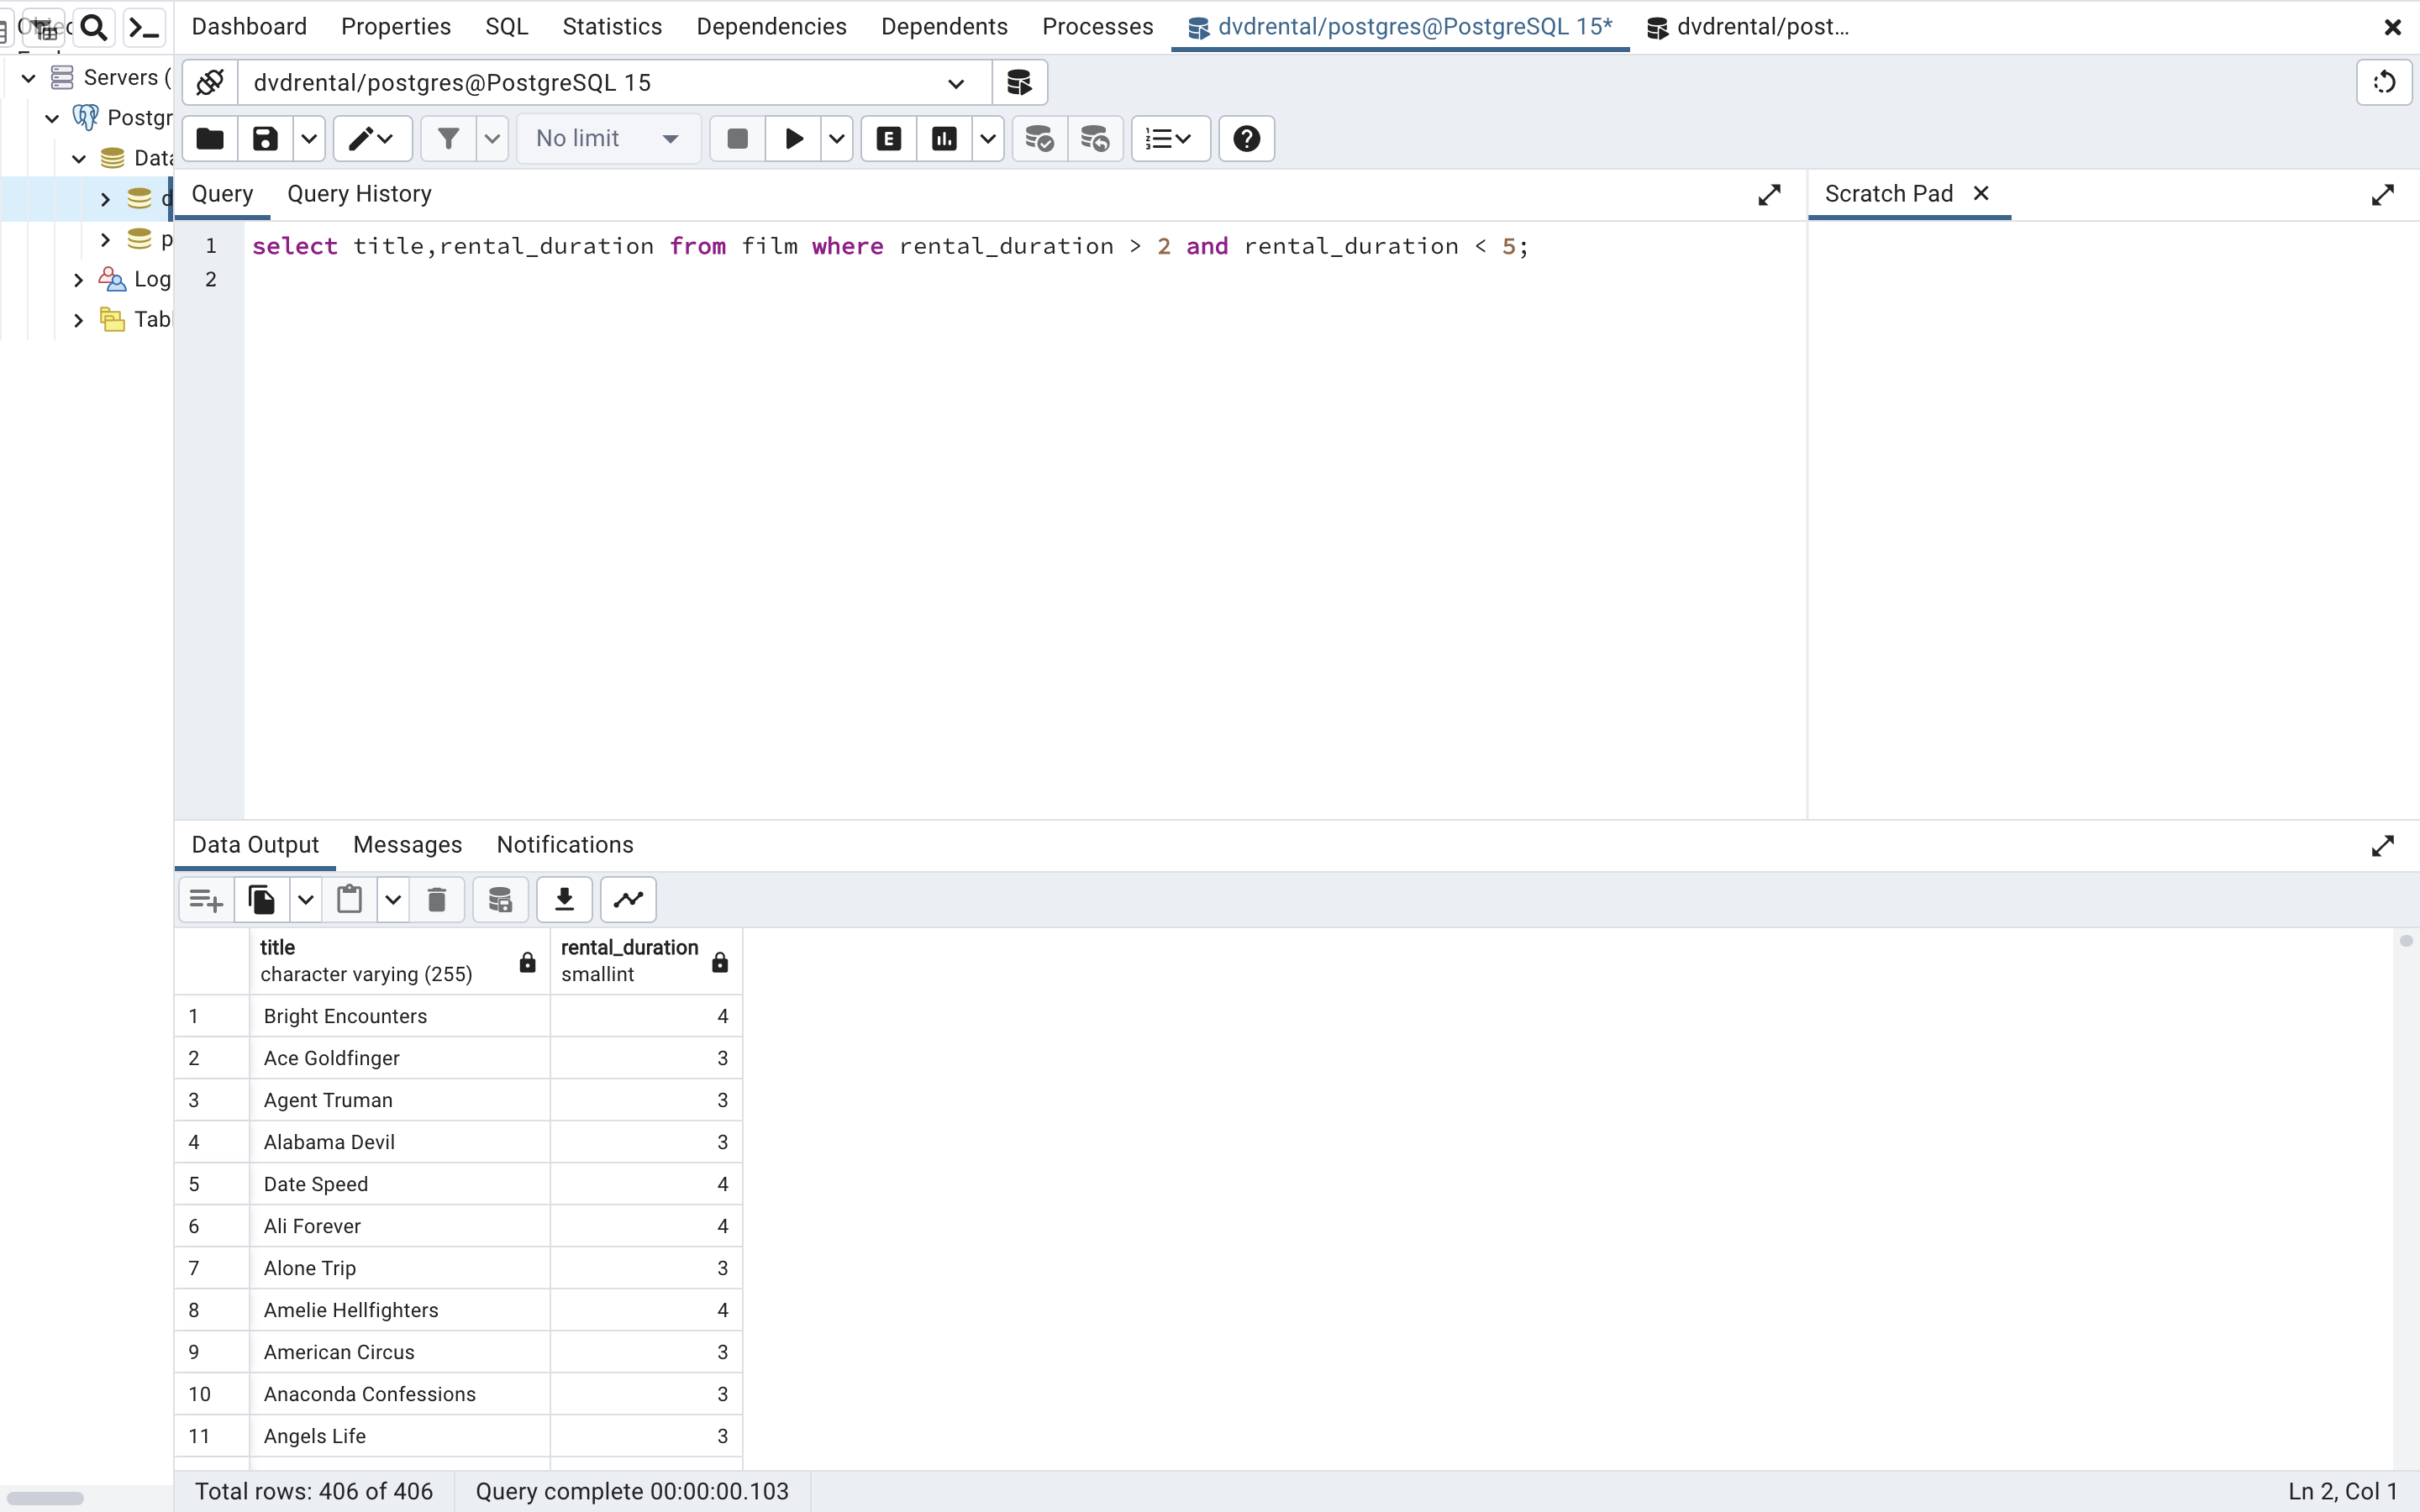 Dashboard Properties SQL Statistics Dependencies Dependents Processes dvdrental/postgres@PostgreSQL 15* dvdrental/post...
Servers (
Postgr
Data
d
p
Log
Tab
dvdrental/postgres@PostgreSQL 15
No limit
E
Query Query History
Scratch Pad
1 select title,rental_duration from film where rental_duration > 2 and rental_duration < 5;
2
Data Output Messages Notifications
title rental_duration
character varying (255) smallint
1 Bright Encounters 4
2 Ace Goldfinger 3
3 Agent Truman 3
4 Alabama Devil 3
5 Date Speed 4
6 Ali Forever 4
7 Alone Trip 3
8 Amelie Hellfighters 4
9 American Circus 3
10 Anaconda Confessions 3
11 Angels Life 3
Total rows: 406 of 406 Query complete 00:00:00.103 Ln 2, Col 1